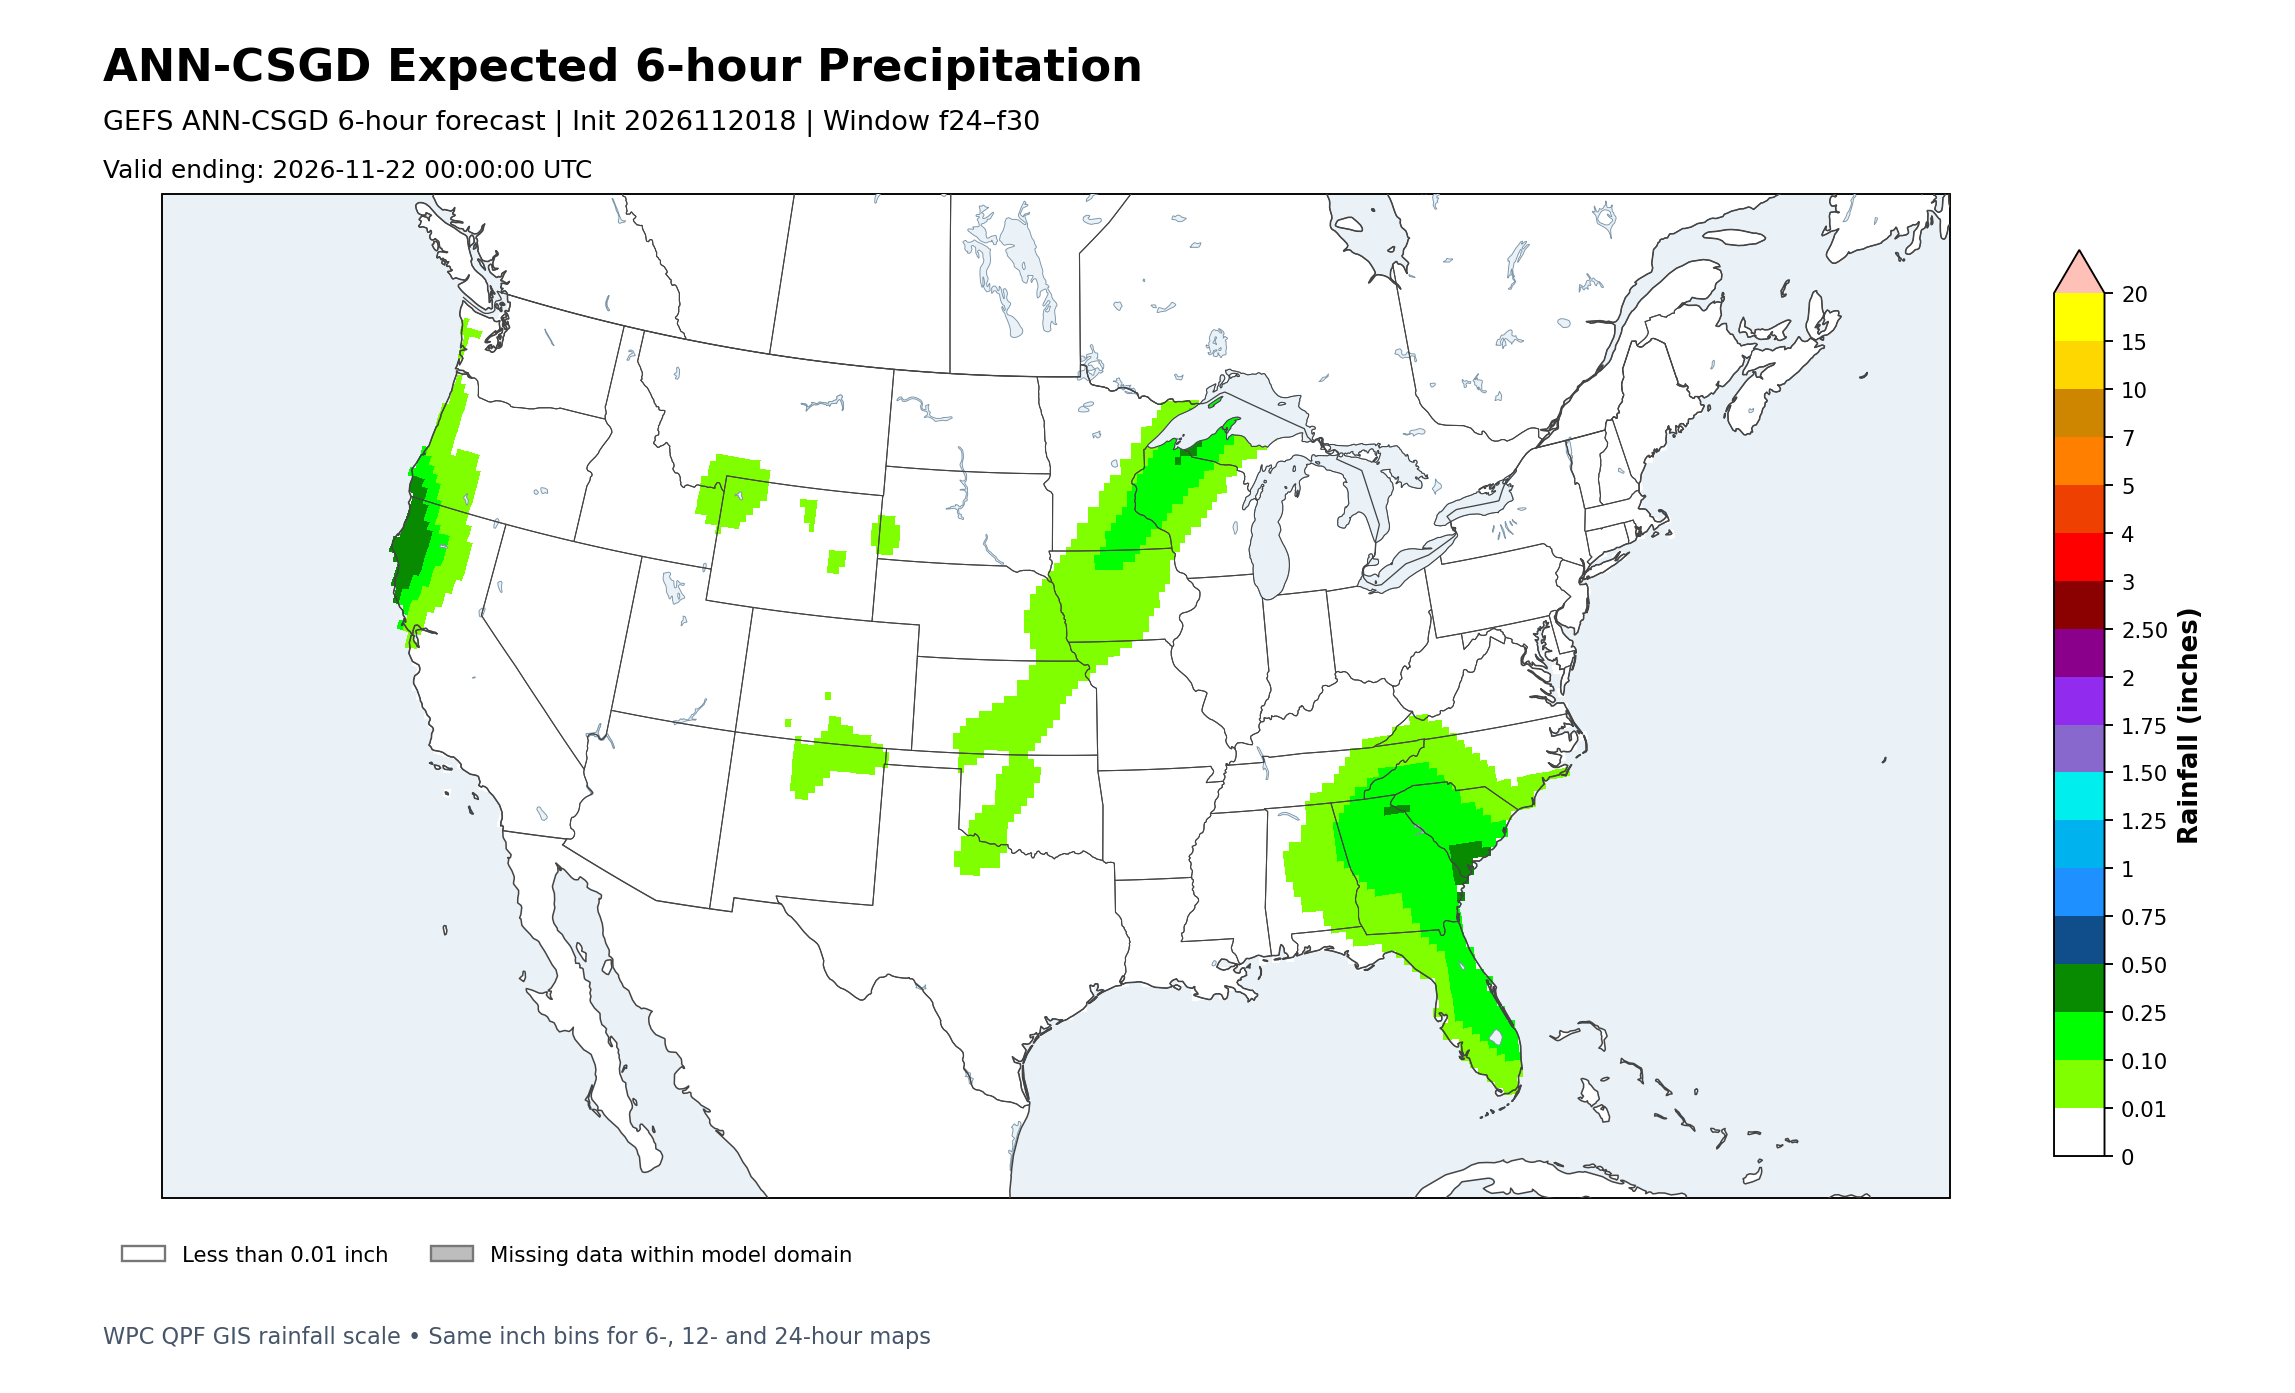 ANN-CSGD Expected 6-hour Precipitation
GEFS ANN-CSGD 6-hour forecast | Init 2026112018 | Window f24–f30
Valid ending: 2026-11-22 00:00:00 UTC
20
15
10
7
5
4
3
2.50
2
1.75
1.50
1.25
1
0.75
0.50
0.25
0.10
0.01
0
Rainfall (inches)
Less than 0.01 inch
Missing data within model domain
WPC QPF GIS rainfall scale • Same inch bins for 6-, 12- and 24-hour maps